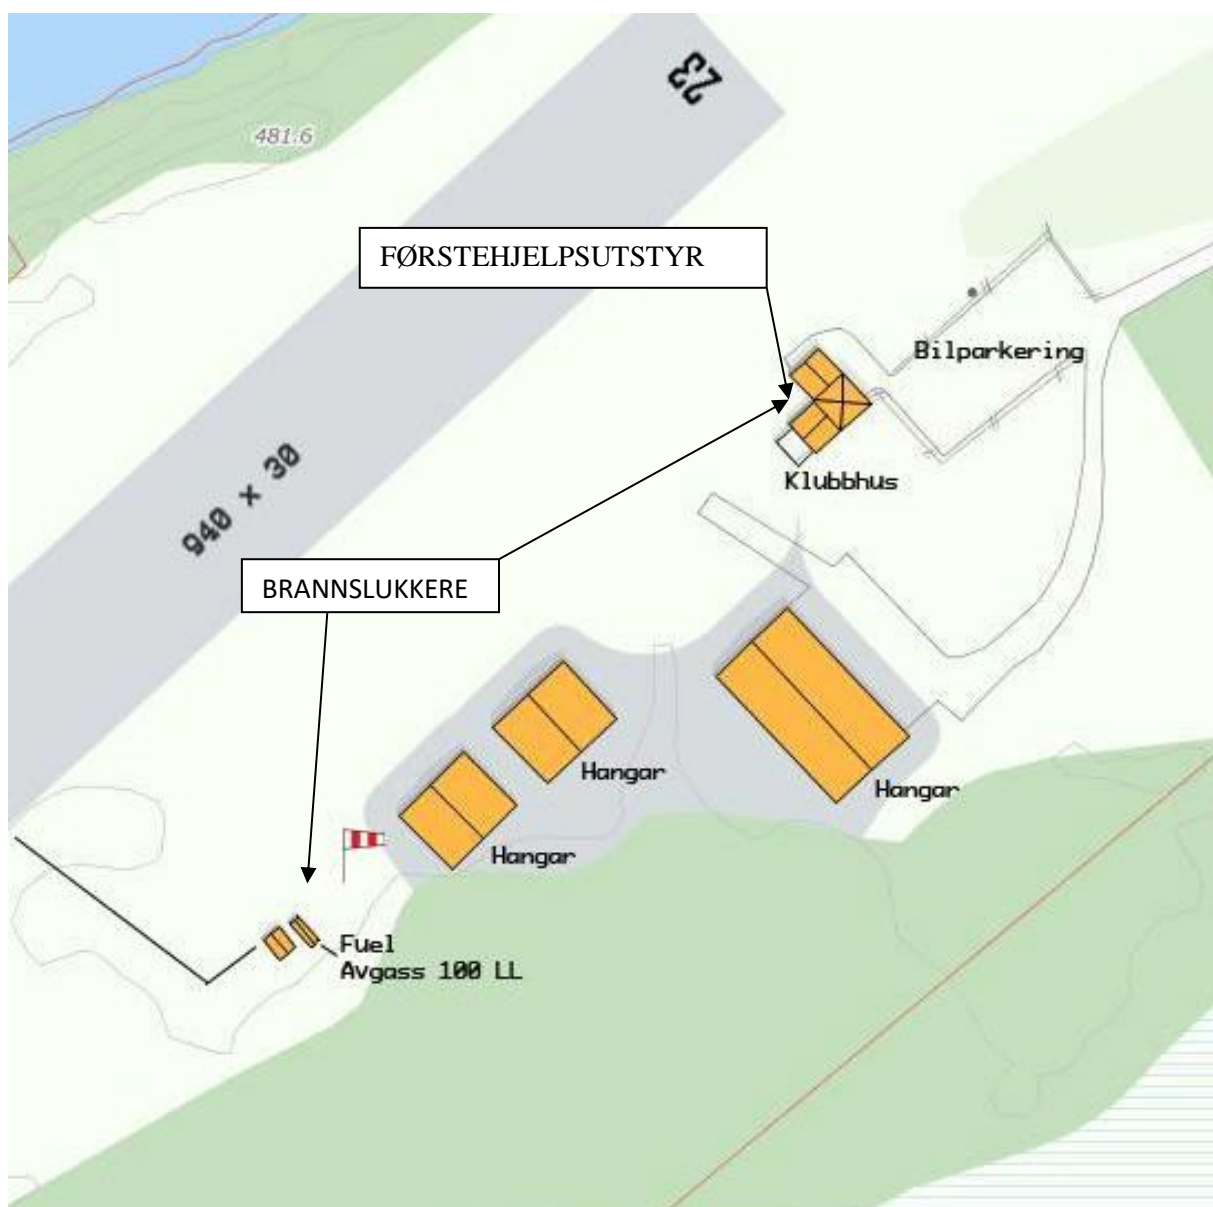 23
481.6
FØRSTEHJELPSUTSTYR
Bilparkering
940 x 30
Klubbhus
BRANNSLUKKERE
Hangar
Hangar
Hangar
Fuel
Avgass 100 LL